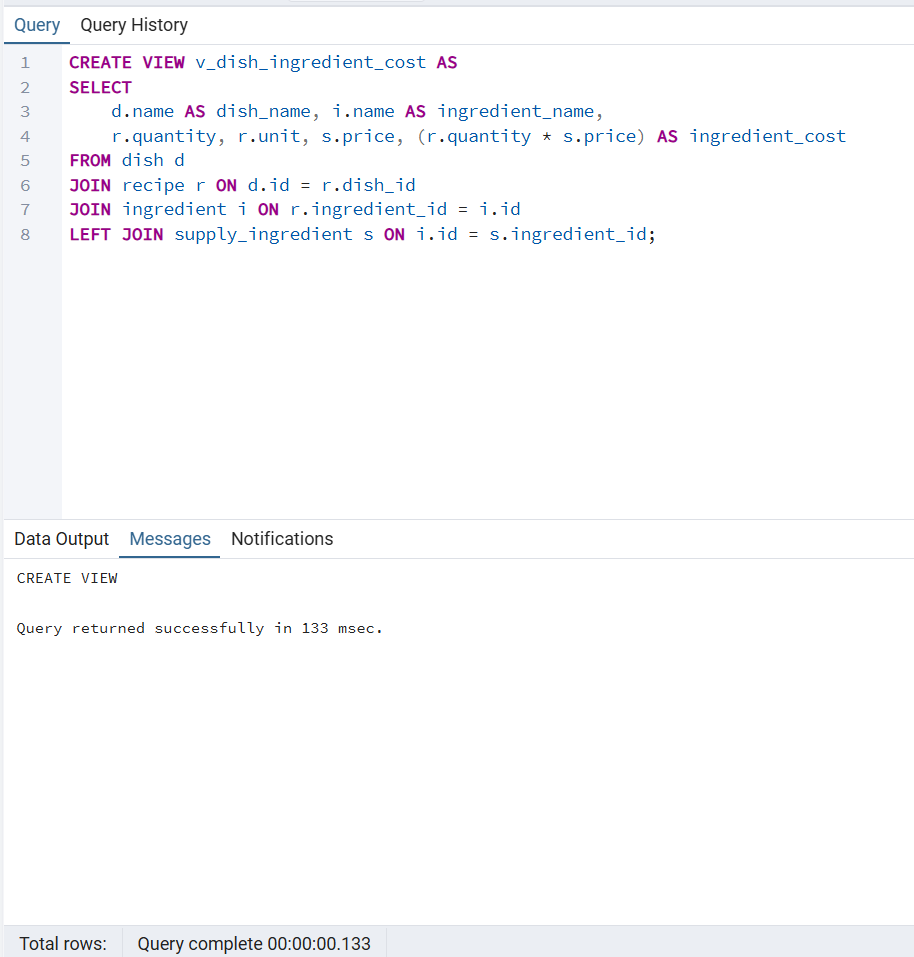 Query Query History
1 CREATE VIEW v_dish_ingredient_cost AS
2 SELECT
3 d.name AS dish_name, i.name AS ingredient_name,
4 r.quantity, r.unit, s.price, (r.quantity * s.price) AS ingredient_cost
5 FROM dish d
6 JOIN recipe r ON d.id = r.dish_id
7 JOIN ingredient i ON r.ingredient_id = i.id
8 LEFT JOIN supply_ingredient s ON i.id = s.ingredient_id;
Data Output Messages Notifications
CREATE VIEW
Query returned successfully in 133 msec.
Total rows: Query complete 00:00:00.133